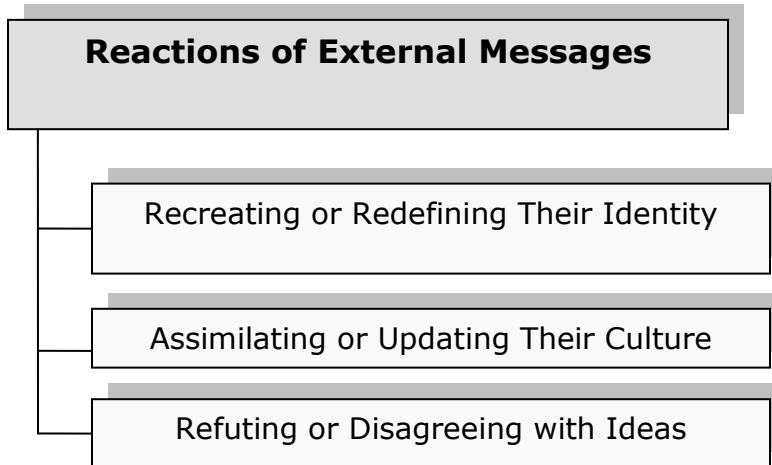 Reactions of External Messages
Recreating or Redefining Their Identity
Assimilating or Updating Their Culture
Refuting or Disagreeing with Ideas